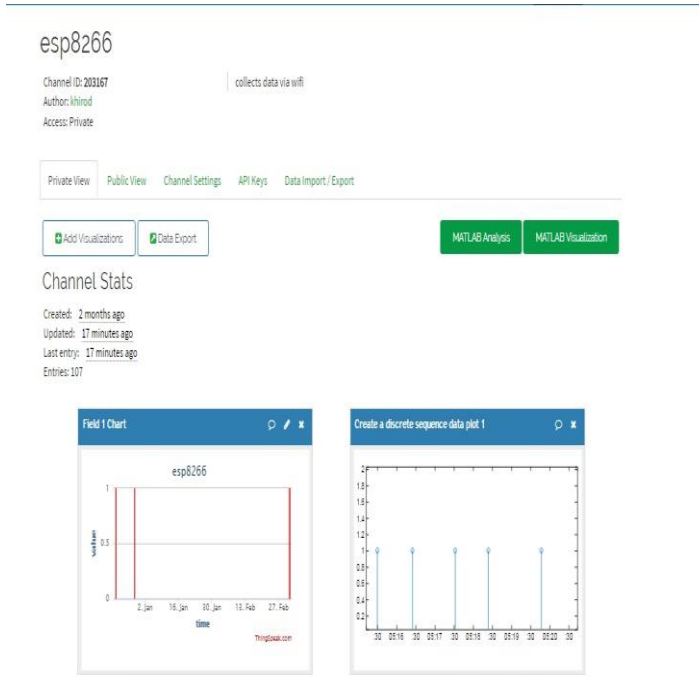 esp8266
Channel ID: 203167
collects data via wifi
Author: khirod
Access: Private
Private View Public View Channel Settings API Keys Data Import / Export
Add Visualizations Data Export MATLAB Analysis MATLAB Visualization
Channel Stats
Created: 2 months ago
Updated: 17 minutes ago
Last entry: 17 minutes ago
Entries: 107
Field 1 Chart
esp8266
1
0.5
0
value
2. Jan 16. Jan 30. Jan 13. Feb 27. Feb
time
ThingSpeak.com
Create a discrete sequence data plot 1
2
1.8
1.6
1.4
1.2
1
0.8
0.6
0.4
0.2
:30 05:16 :30 05:17 :30 05:18 :30 05:19 :30 05:20 :30